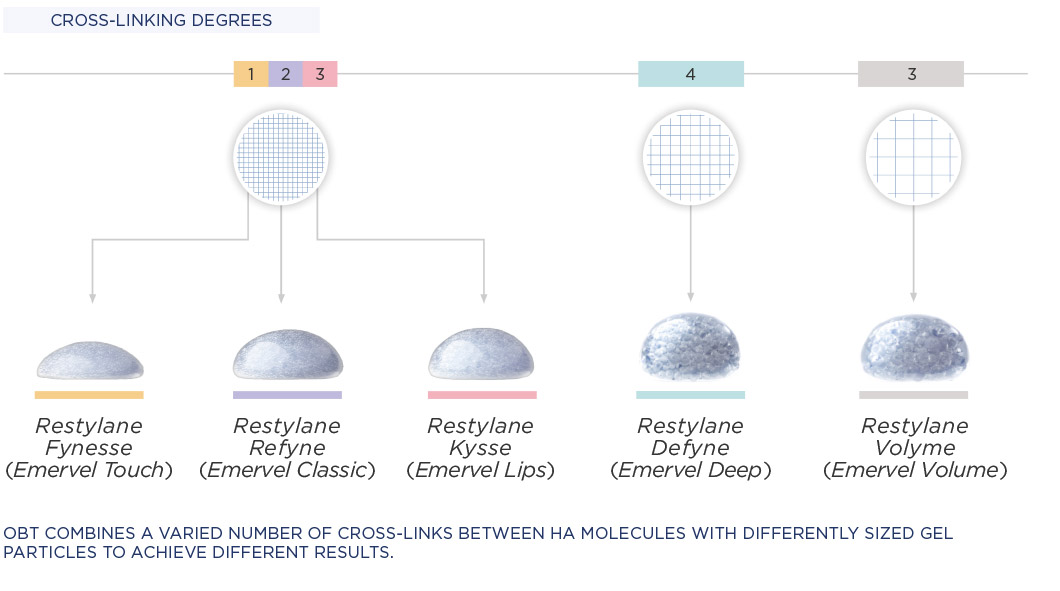 CROSS-LINKING DEGREES
1 2 3 4 3
Restylane Fynesse (Emervel Touch)
Restylane Refyne (Emervel Classic)
Restylane Kysse (Emervel Lips)
Restylane Defyne (Emervel Deep)
Restylane Volyme (Emervel Volume)
OBT COMBINES A VARIED NUMBER OF CROSS-LINKS BETWEEN HA MOLECULES WITH DIFFERENTLY SIZED GEL
PARTICLES TO ACHIEVE DIFFERENT RESULTS.